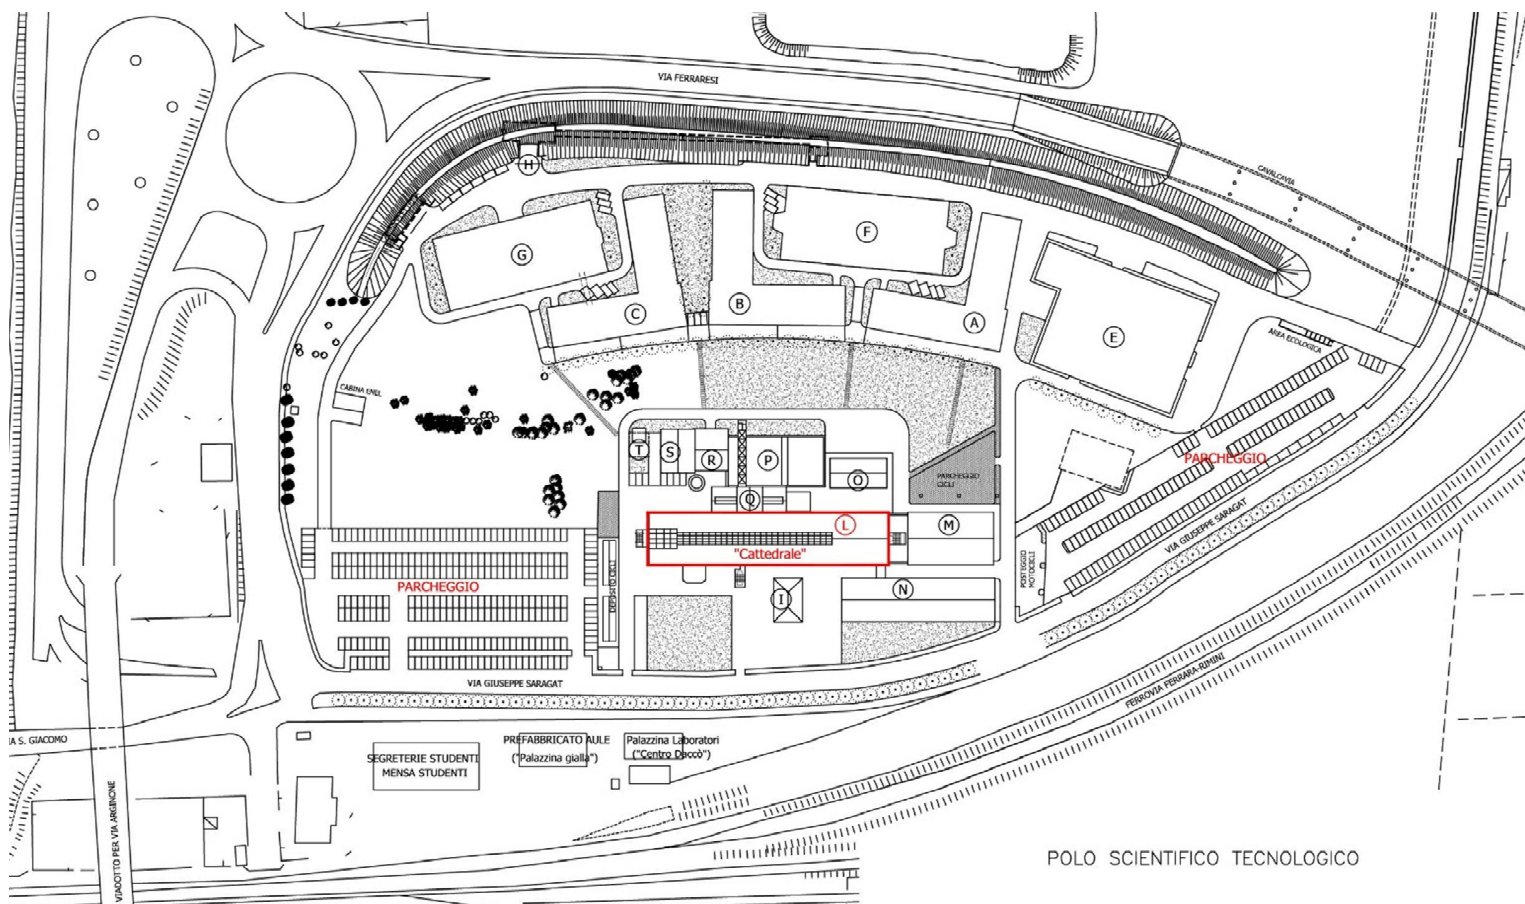 VIA FERRARESI
CAVALCAVIA
H
F
G
B
C
A
E
AREA ECOLOGICA
CABINA ENEL
T
S
R
P
O
PARCHEGGIO
PARCHEGGIO
CICLI
Q
L
M
"Cattedrale"
VIA GIUSEPPE SARAGAT
POSTEGGIO
MOTOCICLI
PARCHEGGIO
DEPOSITO CICLI
I
N
VIA GIUSEPPE SARAGAT
FERROVIA FERRARA-RIMINI
IA S. GIACOMO
SEGRETERIE STUDENTI
MENSA STUDENTI
PREFABBRICATO AULE
("Palazzina gialla")
Palazzina Laboratori
("Centro Daccò")
VIADOTTO PER VIA ARGINONE
POLO SCIENTIFICO TECNOLOGICO